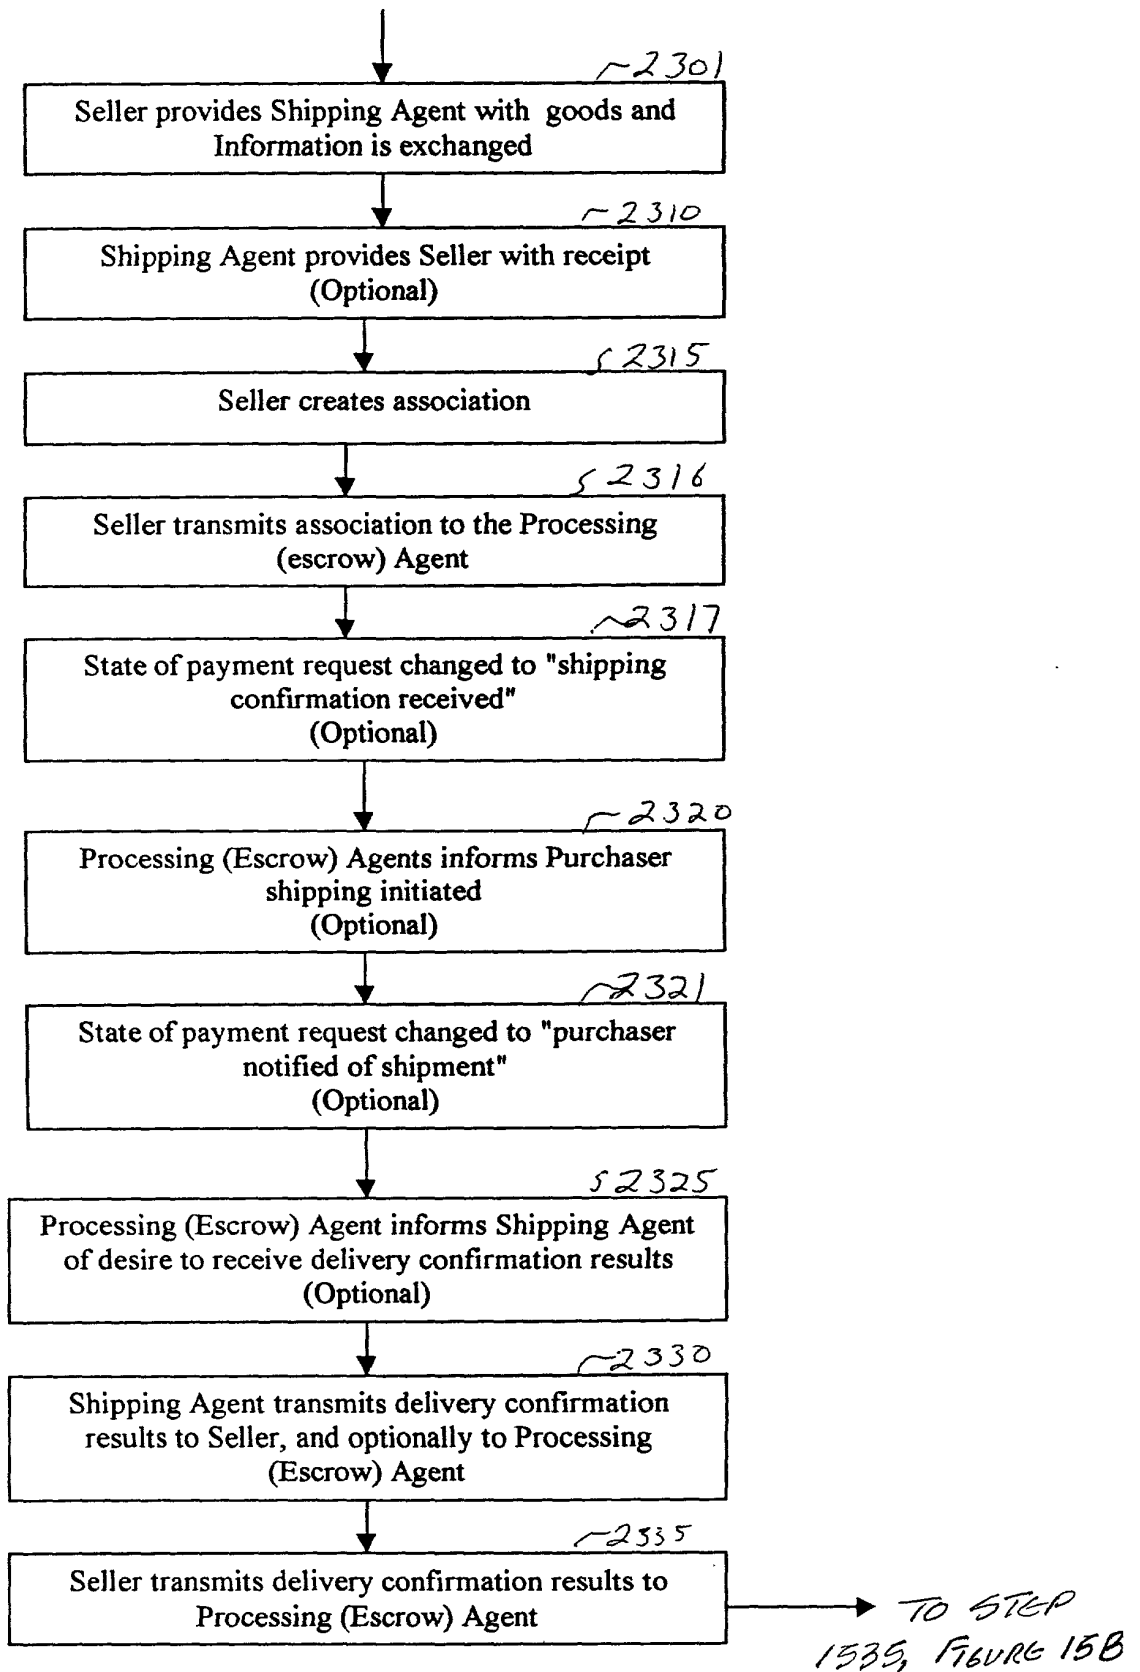 2301
Seller provides Shipping Agent with goods and
Information is exchanged
2310
Shipping Agent provides Seller with receipt
(Optional)
2315
Seller creates association
2316
Seller transmits association to the Processing
(escrow) Agent
2317
State of payment request changed to "shipping
confirmation received"
(Optional)
2320
Processing (Escrow) Agents informs Purchaser
shipping initiated
(Optional)
2321
State of payment request changed to "purchaser
notified of shipment"
(Optional)
2325
Processing (Escrow) Agent informs Shipping Agent
of desire to receive delivery confirmation results
(Optional)
2330
Shipping Agent transmits delivery confirmation
results to Seller, and optionally to Processing
(Escrow) Agent
2335
Seller transmits delivery confirmation results to
Processing (Escrow) Agent
TO STEP
1535, FIGURE 15B